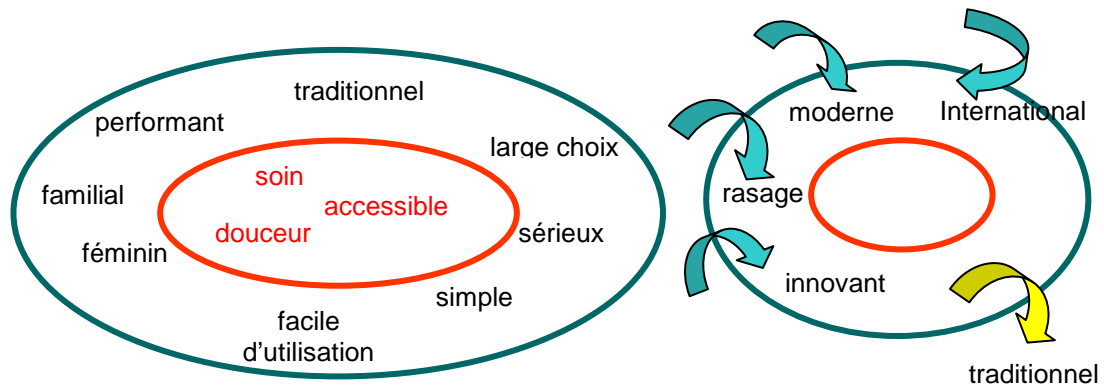 traditionnel
performant
large choix
familial
soin
accessible
douceur
sérieux
féminin
simple
facile
d'utilisation
moderne
International
rasage
innovant
traditionnel